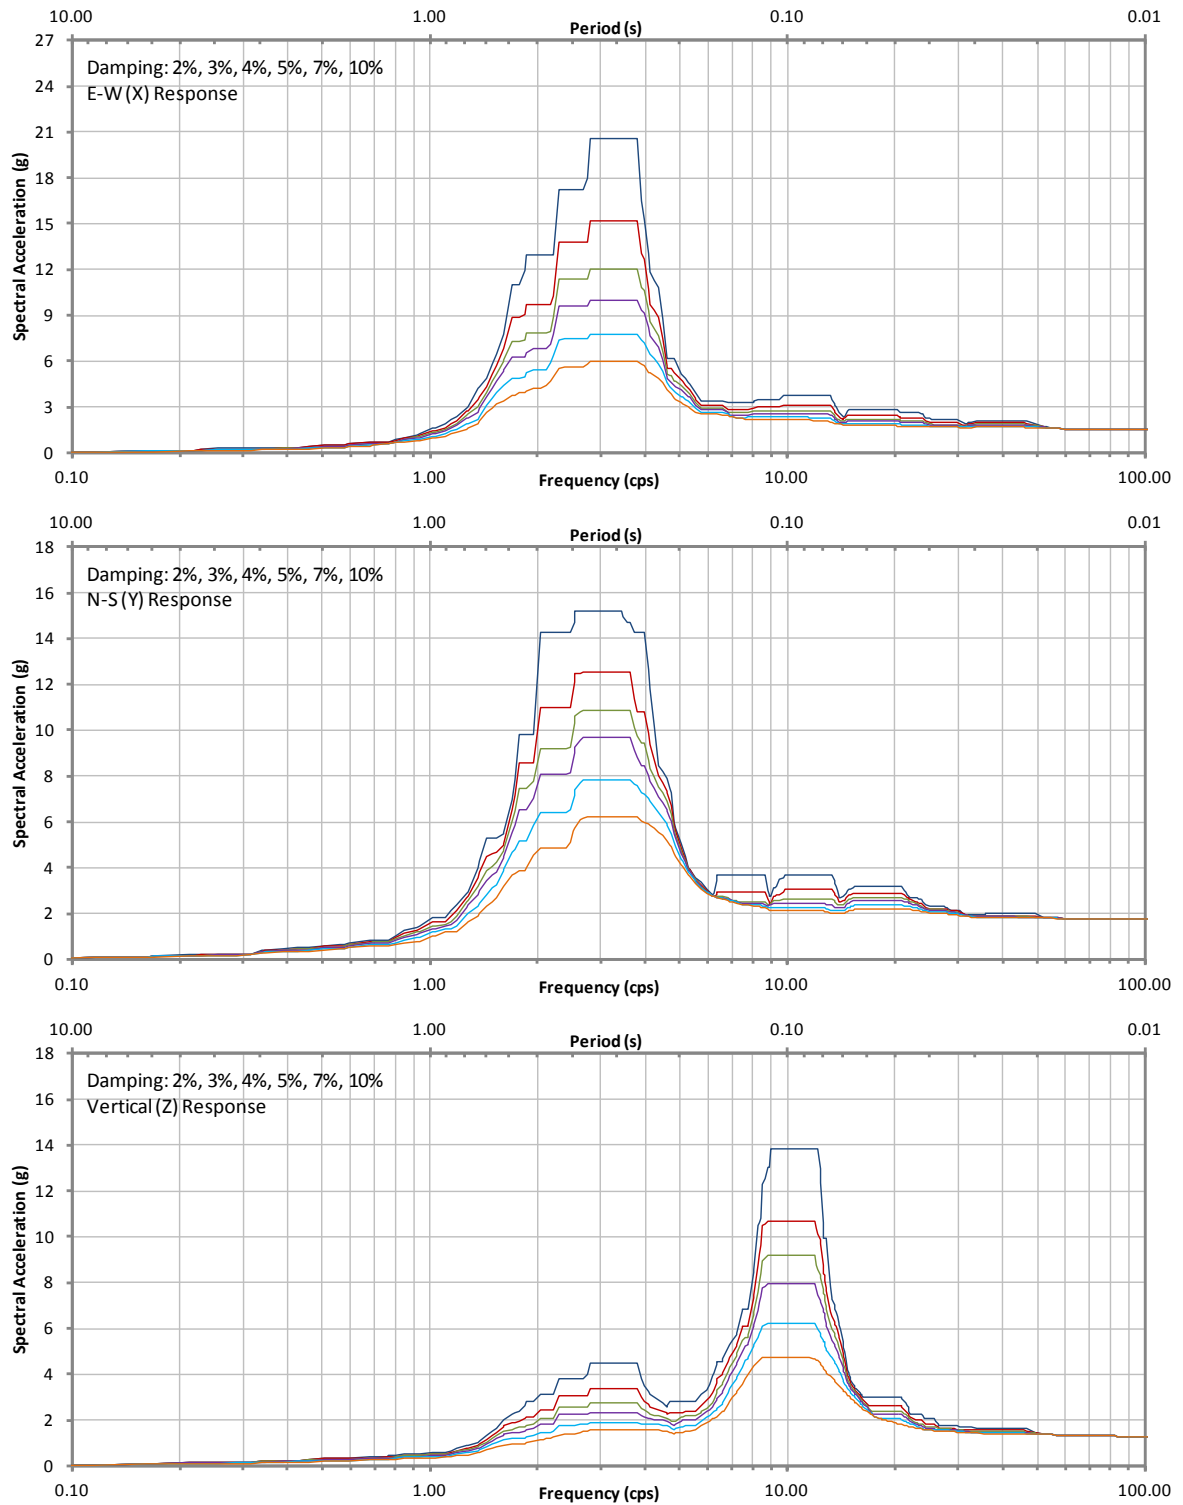 10.00 1.00 0.10 0.01
Period (s)
27
24
21
18
15
12
9
6
3
0
Spectral Acceleration (g)
Damping: 2%, 3%, 4%, 5%, 7%, 10%
E-W (X) Response
0.10 1.00 10.00 100.00
Frequency (cps)
10.00 1.00 0.10 0.01
Period (s)
18
16
14
12
10
8
6
4
2
0
Spectral Acceleration (g)
Damping: 2%, 3%, 4%, 5%, 7%, 10%
N-S (Y) Response
0.10 1.00 10.00 100.00
Frequency (cps)
10.00 1.00 0.10 0.01
Period (s)
18
16
14
12
10
8
6
4
2
0
Spectral Acceleration (g)
Damping: 2%, 3%, 4%, 5%, 7%, 10%
Vertical (Z) Response
0.10 1.00 10.00 100.00
Frequency (cps)